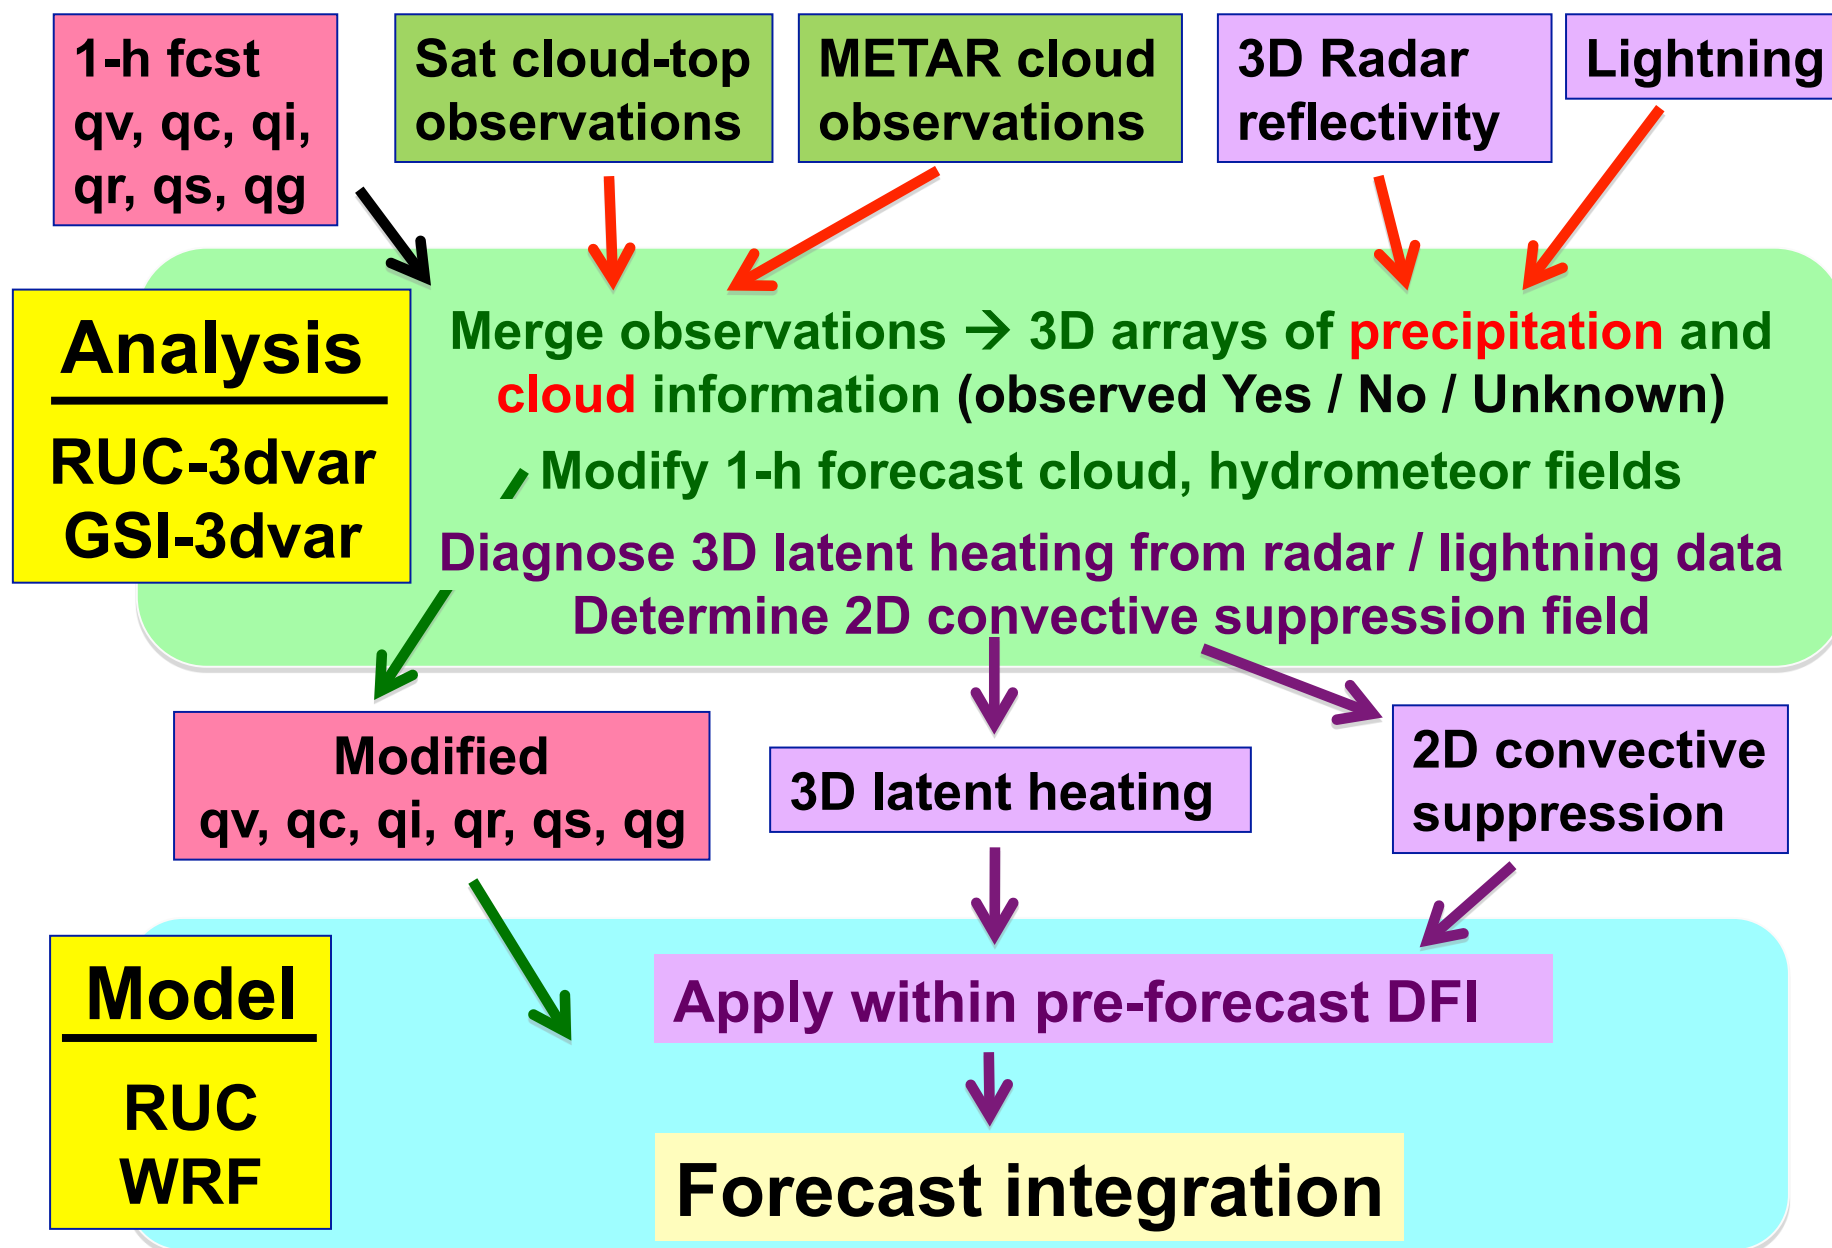 1-h fcst
qv, qc, qi,
qr, qs, qg
Sat cloud-top
observations
METAR cloud
observations
3D Radar
reflectivity
Lightning
Analysis
RUC-3dvar
GSI-3dvar
Merge observations → 3D arrays of precipitation and
cloud information (observed Yes / No / Unknown)
Modify 1-h forecast cloud, hydrometeor fields
Diagnose 3D latent heating from radar / lightning data
Determine 2D convective suppression field
Modified
qv, qc, qi, qr, qs, qg
3D latent heating
2D convective
suppression
Model
RUC
WRF
Apply within pre-forecast DFI
Forecast integration